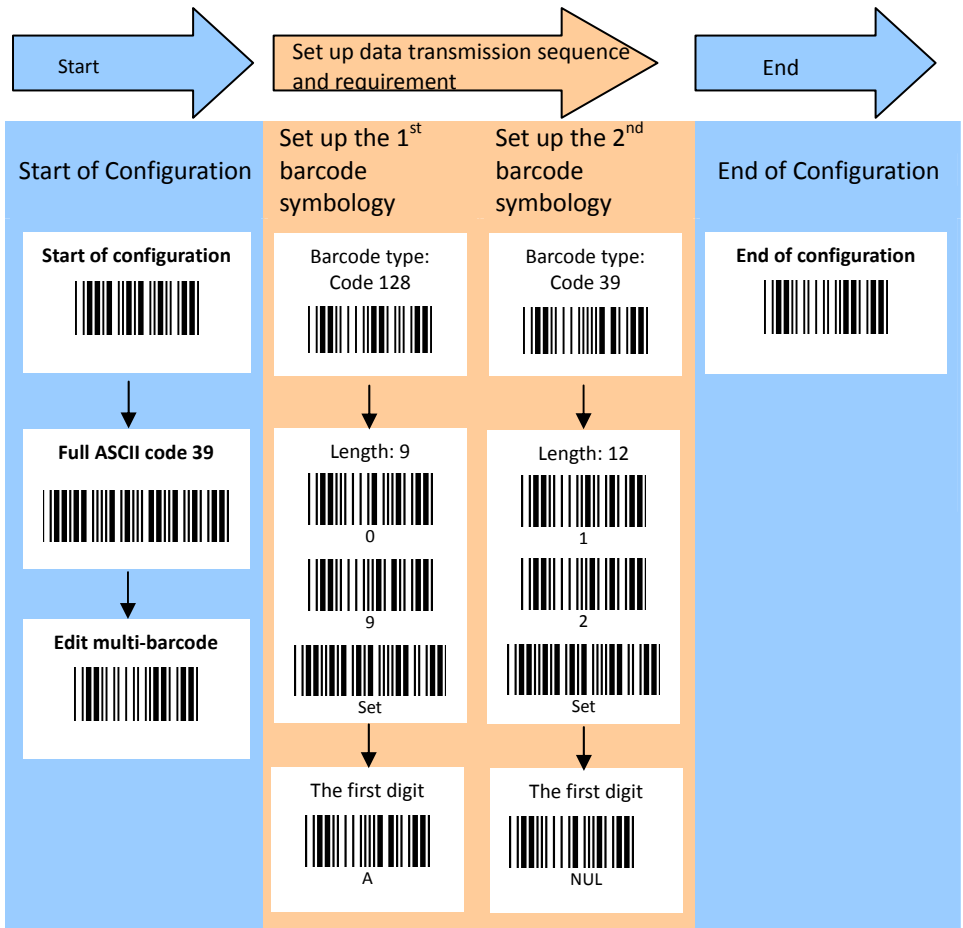 Start
Set up data transmission sequence
and requirement
End
Start of Configuration
Set up the 1st
barcode
symbology
Set up the 2nd
barcode
symbology
End of Configuration
Start of configuration
Full ASCII code 39
Edit multi-barcode
Barcode type:
Code 128
Length: 9
0
9
Set
The first digit
A
Barcode type:
Code 39
Length: 12
1
2
Set
The first digit
NUL
End of configuration